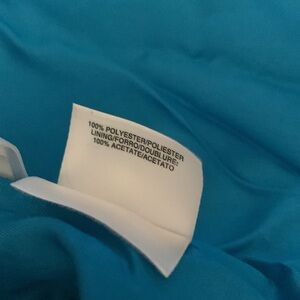 100% POLYESTER/POLIESTER
LINING/FORRO/DOUBLURE:
100% ACETATE/ACETATO